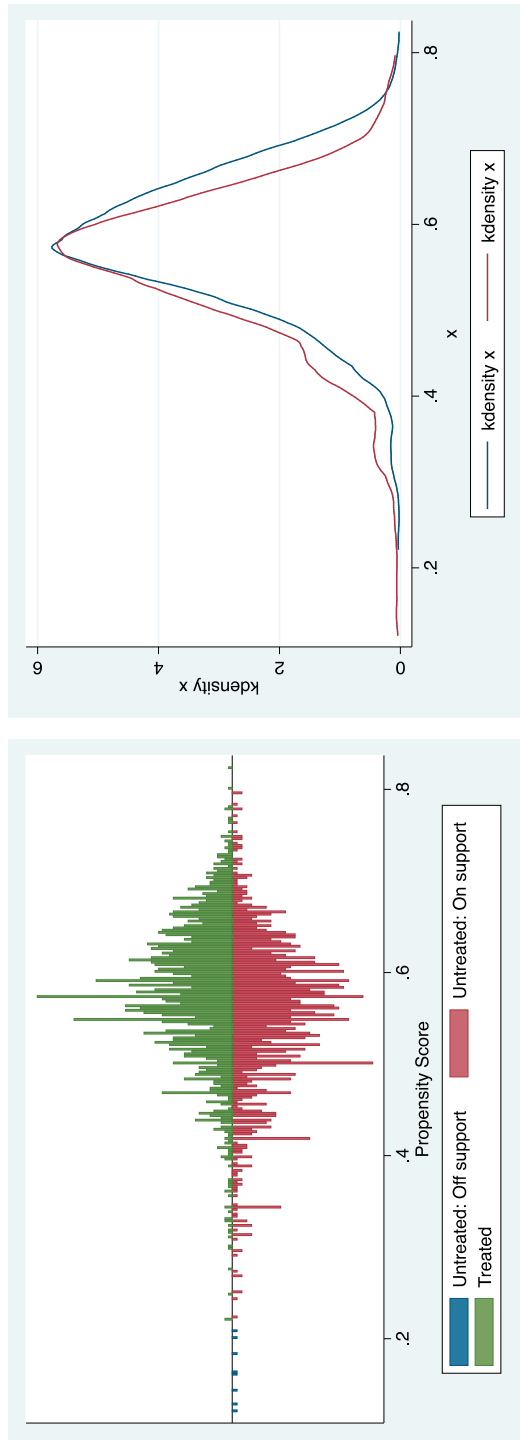 .2
.4
.6
.8
Propensity Score
Untreated: Off support
Untreated: On support
Treated
kdensity x
0
2
4
6
.2
.4
.6
.8
x
kdensity x
kdensity x